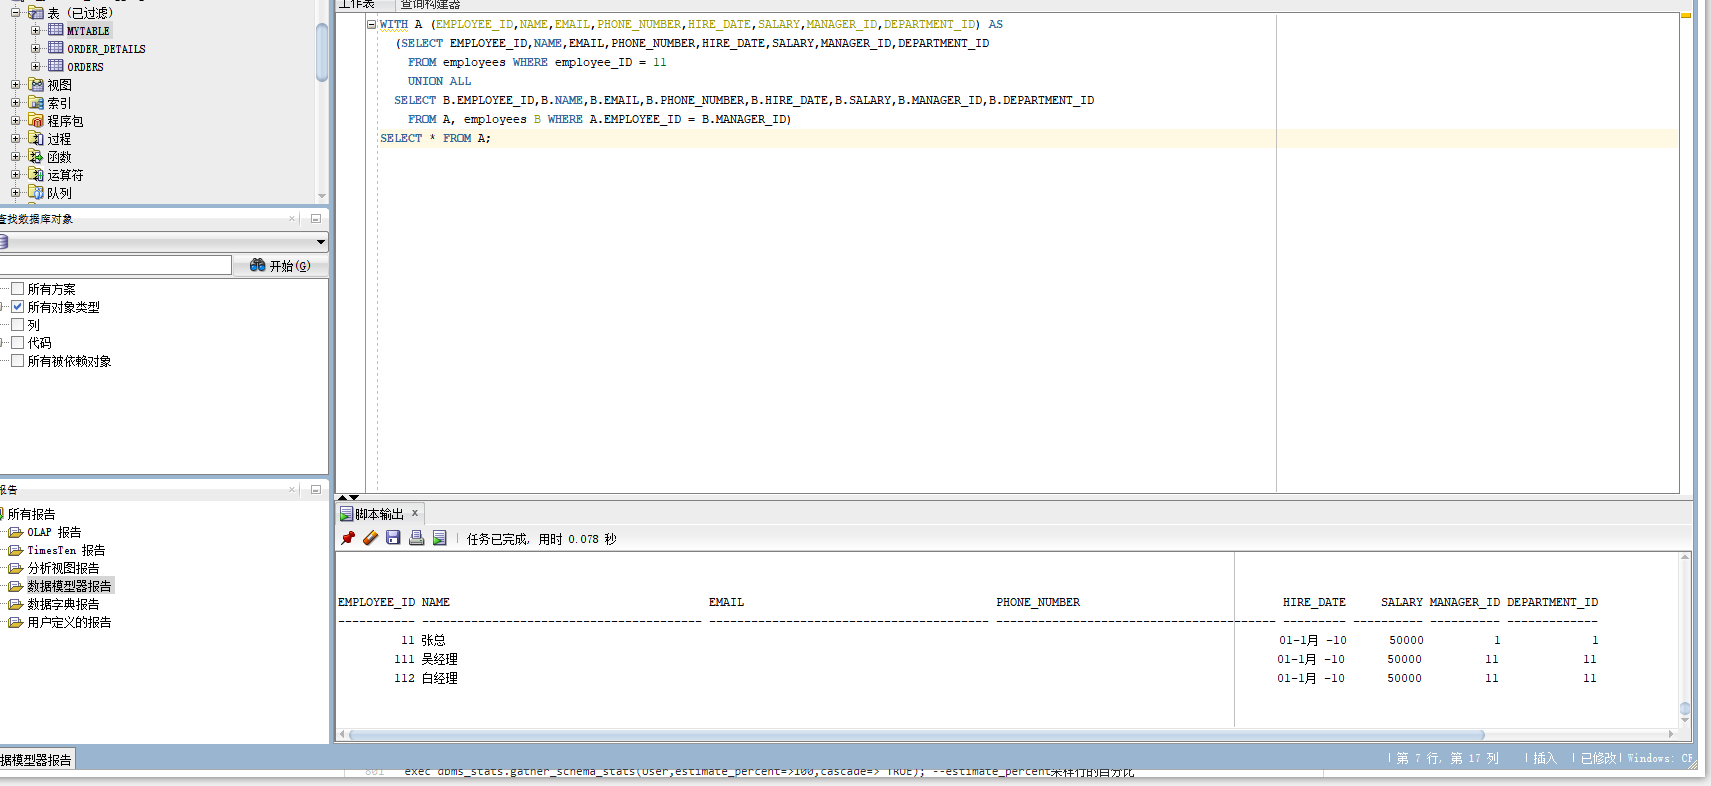 表 (已过滤)
MYTABLE
ORDER_DETAILS
ORDERS
视图
索引
程序包
过程
函数
运算符
队列
查找数据库对象
开始(G)
所有方案
所有对象类型
列
代码
所有被依赖对象
报告
所有报告
OLAP 报告
TimesTen 报告
分析视图报告
数据模型器报告
数据字典报告
用户定义的报告
据模型器报告
工作表 查询构建器
WITH A (EMPLOYEE_ID,NAME,EMAIL,PHONE_NUMBER,HIRE_DATE,SALARY,MANAGER_ID,DEPARTMENT_ID) AS
(SELECT EMPLOYEE_ID,NAME,EMAIL,PHONE_NUMBER,HIRE_DATE,SALARY,MANAGER_ID,DEPARTMENT_ID
FROM employees WHERE employee_ID = 11
UNION ALL
SELECT B.EMPLOYEE_ID,B.NAME,B.EMAIL,B.PHONE_NUMBER,B.HIRE_DATE,B.SALARY,B.MANAGER_ID,B.DEPARTMENT_ID
FROM A, employees B WHERE A.EMPLOYEE_ID = B.MANAGER_ID)
SELECT * FROM A;
脚本输出 x
任务已完成, 用时 0.078 秒
EMPLOYEE_ID NAME EMAIL PHONE_NUMBER HIRE_DATE SALARY MANAGER_ID DEPARTMENT_ID
11 张总 01-1月 -10 50000 1 1
111 吴经理 01-1月 -10 50000 11 11
112 白经理 01-1月 -10 50000 11 11
第 7 行, 第 17 列 | 插入 | 已修改 | Windows: CF
801 exec dbms_stats.gather_schema_stats(User,estimate_percent=>100,cascade=> TRUE); --estimate_percent采样行的百分比